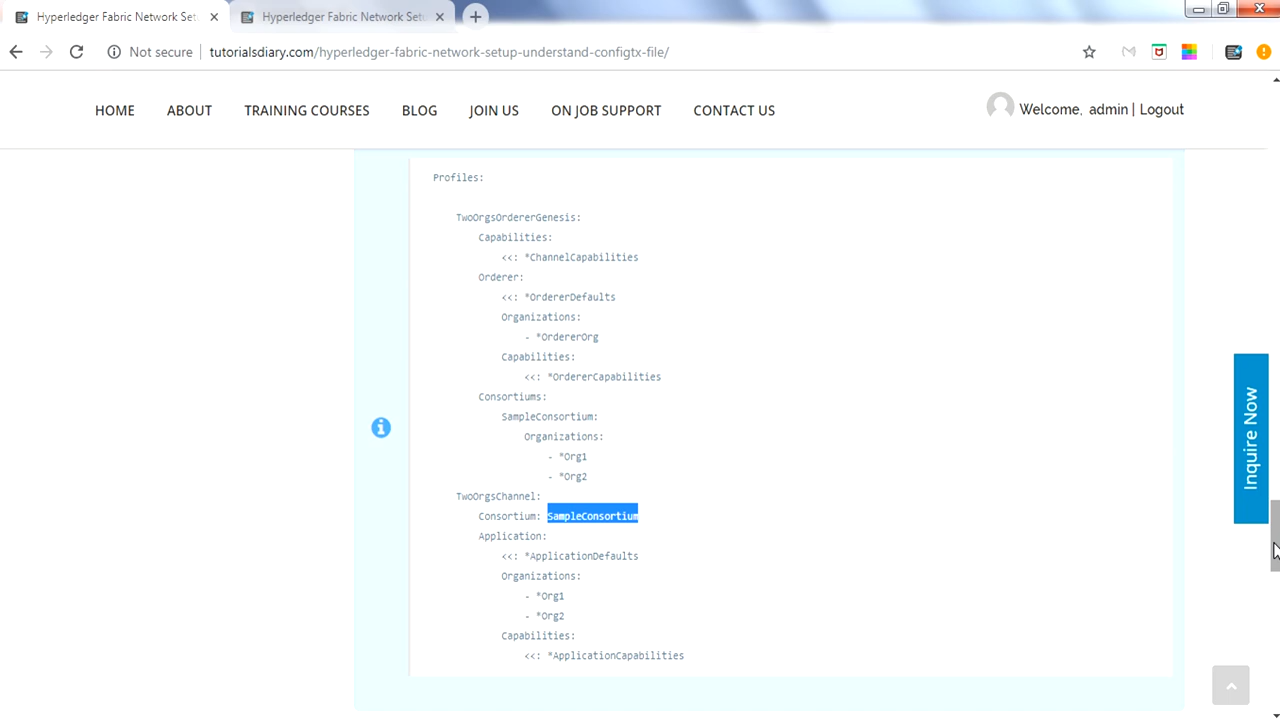 Hyperledger Fabric Network Set
Hyperledger Fabric Network Set
Not secure
tutorialsdiary.com/hyperledger-fabric-network-setup-understand-configtx-file/
HOME ABOUT TRAINING COURSES BLOG JOIN US ON JOB SUPPORT CONTACT US
Welcome, admin | Logout
Profiles:
TwoOrgsOrdererGenesis:
Capabilities:
<<: *ChannelCapabilities
Orderer:
<<: *OrdererDefaults
Organizations:
- *OrdererOrg
Capabilities:
<<: *OrdererCapabilities
Consortiums:
SampleConsortium:
Organizations:
- *Org1
- *Org2
TwoOrgsChannel:
Consortium: SampleConsortium
Application:
<<: *ApplicationDefaults
Organizations:
- *Org1
- *Org2
Capabilities:
<<: *ApplicationCapabilities
Inquire Now